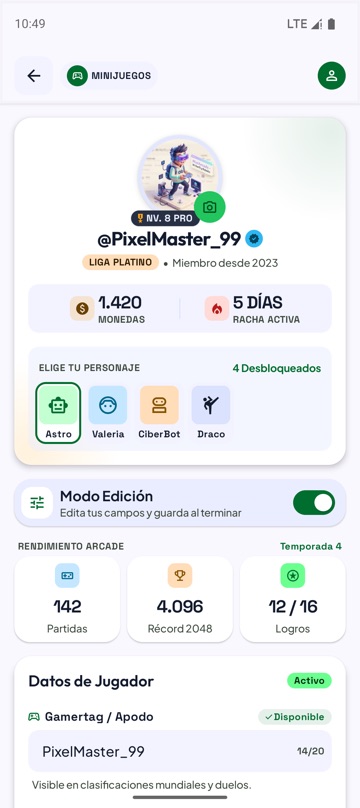 10:49
LTE
MINIJUEGOS
NV. 8 PRO
@PixelMaster_99
LIGA PLATINO • Miembro desde 2023
1.420
MONEDAS
5 DÍAS
RACHA ACTIVA
ELIGE TU PERSONAJE
4 Desbloqueados
Astro
Valeria
CiberBot
Draco
Modo Edición
Edita tus campos y guarda al terminar
RENDIMIENTO ARCADE
Temporada 4
142
Partidas
4.096
Récord 2048
12 / 16
Logros
Datos de Jugador
Activo
Gamertag / Apodo
Disponible
PixelMaster_99
14/20
Visible en clasificaciones mundiales y duelos.